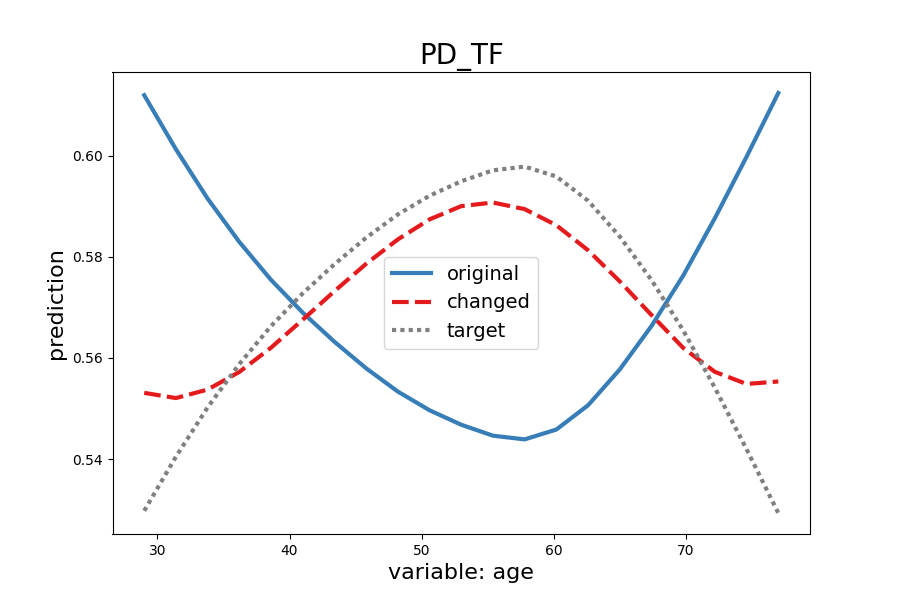 PD_TF
prediction
0.60
0.58
0.56
0.54
original
changed
target
30 40 50 60 70
variable: age